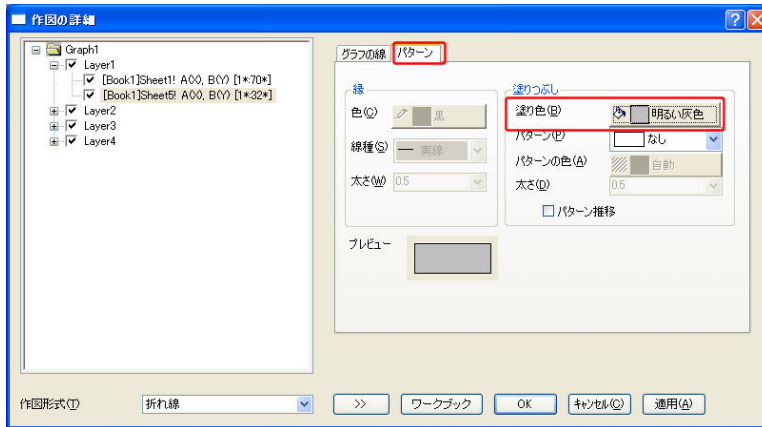 作図の詳細
Graph1
Layer1
[Book1]Sheet1! A(X), B(Y) [1*:70*]
[Book1]Sheet5! A(X), B(Y) [1*:32*]
Layer2
Layer3
Layer4
グラフの線 パターン
縁
色(C) 黒
線種(S) 実線
太さ(W) 0.5
塗りつぶし
塗り色(B) 明るい灰色
パターン(P) なし
パターンの色(A) 自動
太さ(D) 0.5
パターン推移
プレビュー
作図形式(T) 折れ線 >> ワークブック OK キャンセル(C) 適用(A)